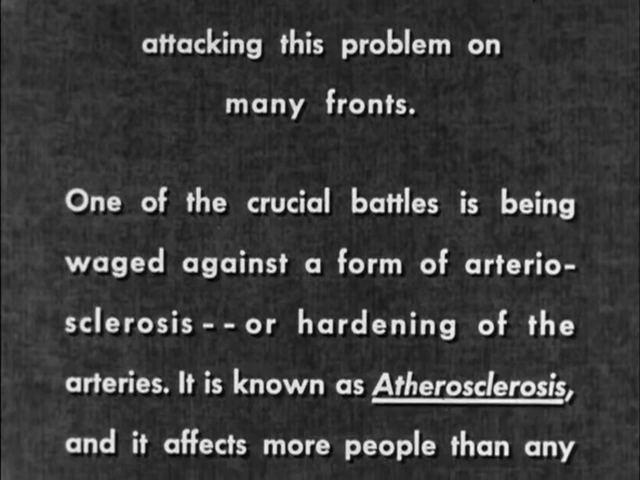 attacking this problem on
many fronts.
One of the crucial battles is being
waged against a form of arterio-
sclerosis -- or hardening of the
arteries. It is known as Atherosclerosis,
and it affects more people than any